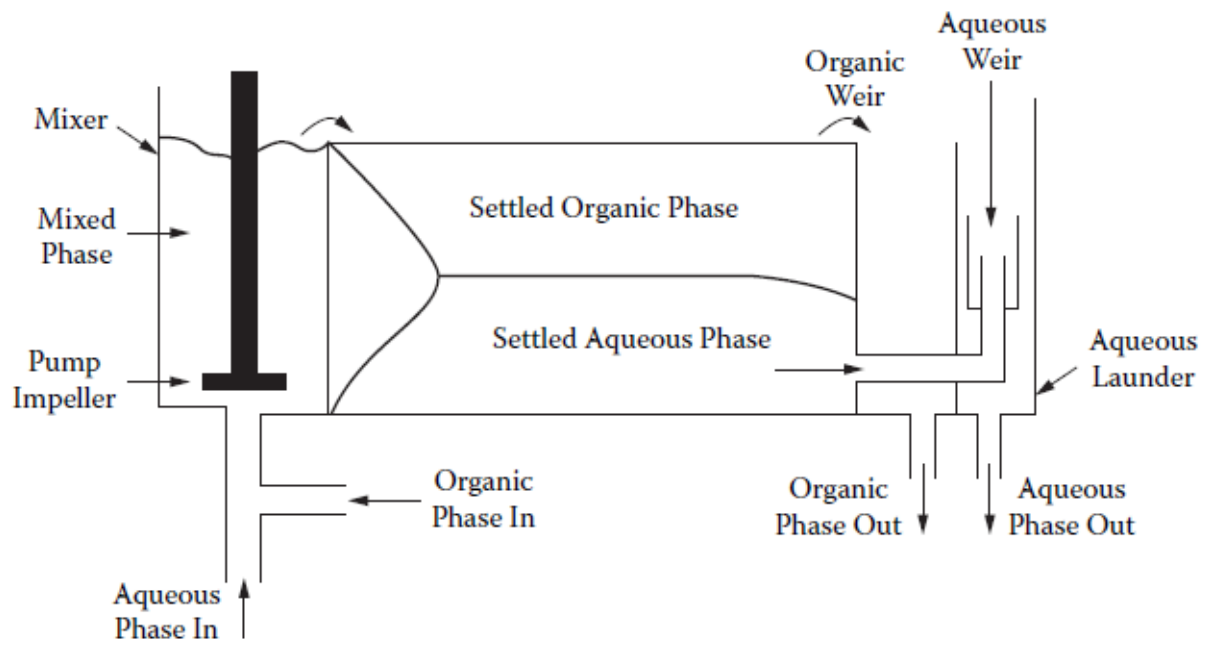 Aqueous
Weir
Organic
Weir
Mixer
Mixed
Phase
Settled Organic Phase
Settled Aqueous Phase
Pump
Impeller
Aqueous
Launder
Organic
Phase In
Organic
Phase Out
Aqueous
Phase Out
Aqueous
Phase In